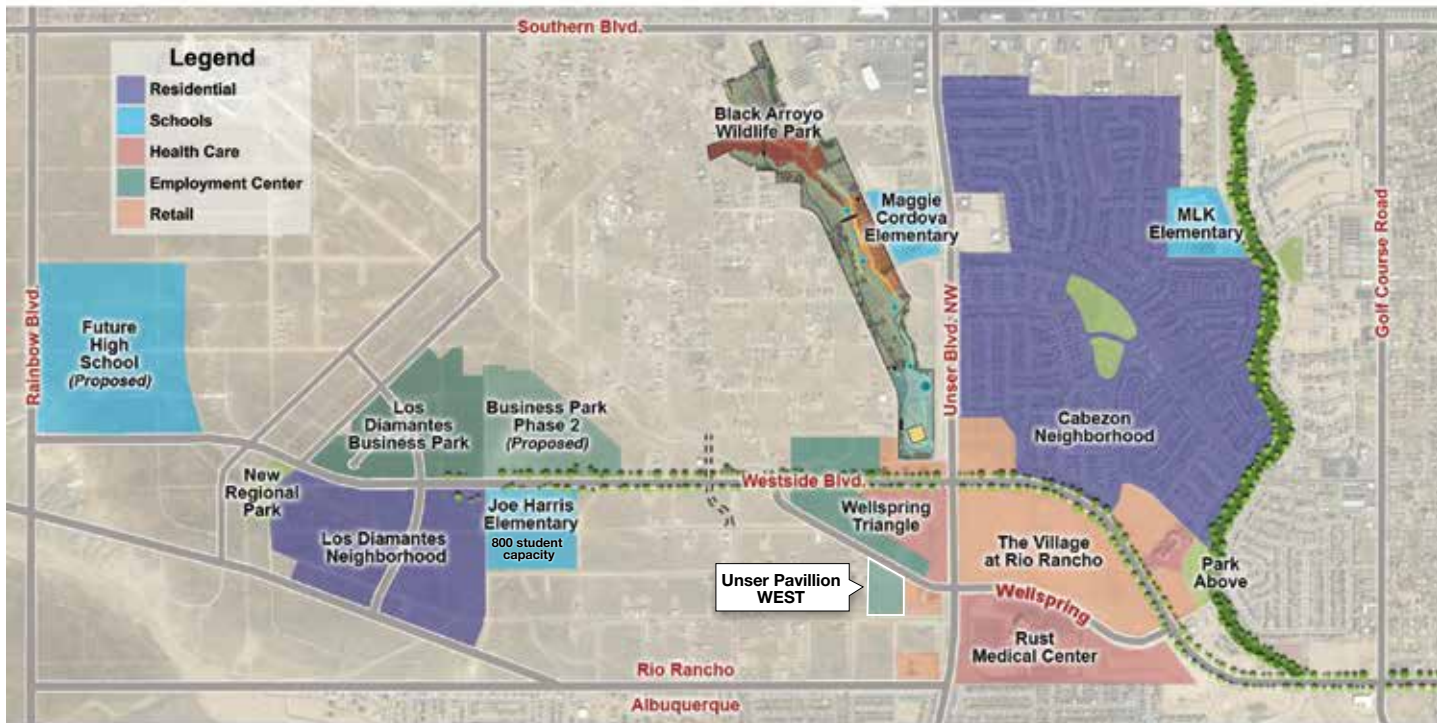 Southern Blvd.
Legend
Residential
Schools
Health Care
Employment Center
Retail
Black Arroyo
Wildlife Park
Maggie
Cordova
Elementary
MLK
Elementary
Rainbow Blvd.
Future
High
School
(Proposed)
Unser Blvd. NW
Golf Course Road
Los
Diamantes
Business Park
Business Park
Phase 2
(Proposed)
Cabezon
Neighborhood
New
Regional
Park
Westside Blvd.
Joe Harris
Elementary
800 student
capacity
Los Diamantes
Neighborhood
Wellspring
Triangle
The Village
at Rio Rancho
Park
Above
Unser Pavillion
WEST
Wellspring
Rust
Medical Center
Rio Rancho
Albuquerque